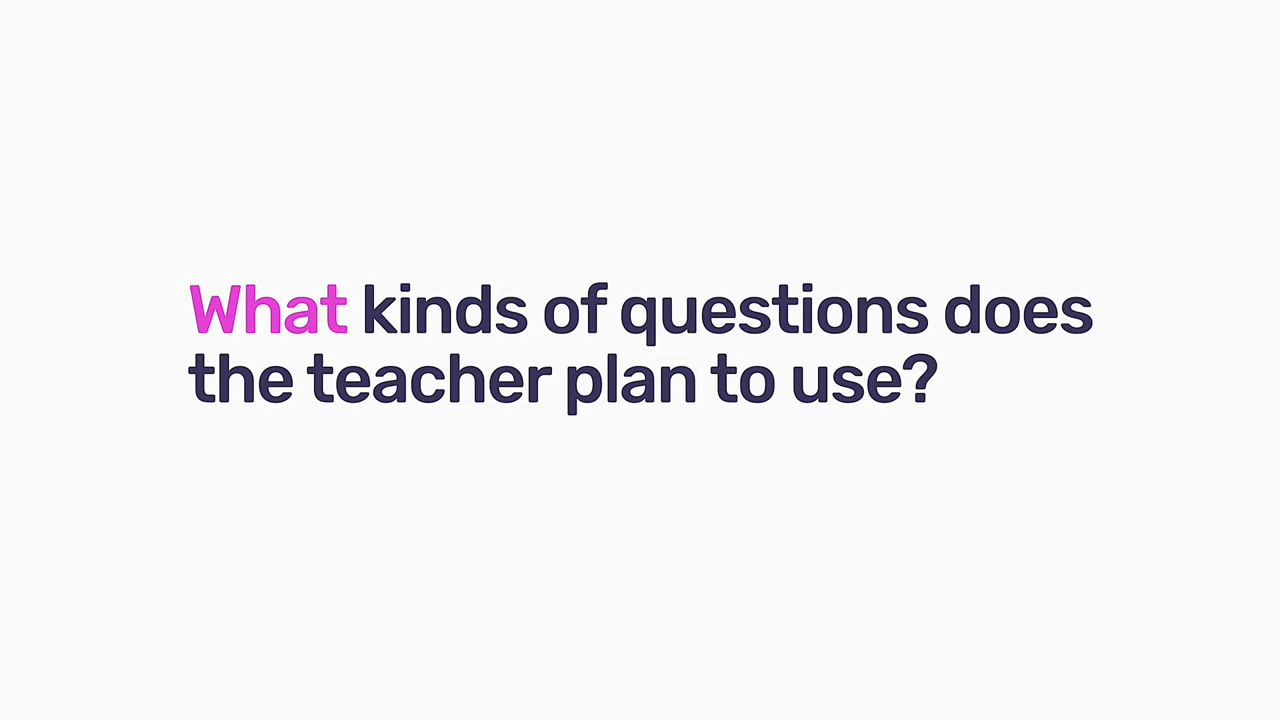 What kinds of questions does
the teacher plan to use?